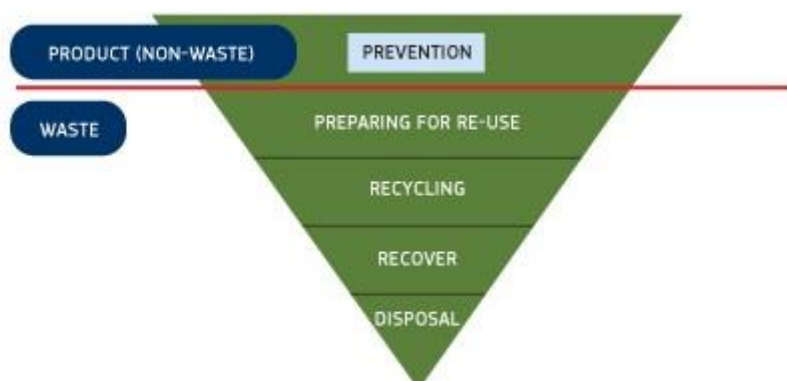 PRODUCT (NON-WASTE)
PREVENTION
WASTE
PREPARING FOR RE-USE
RECYCLING
RECOVER
DISPOSAL